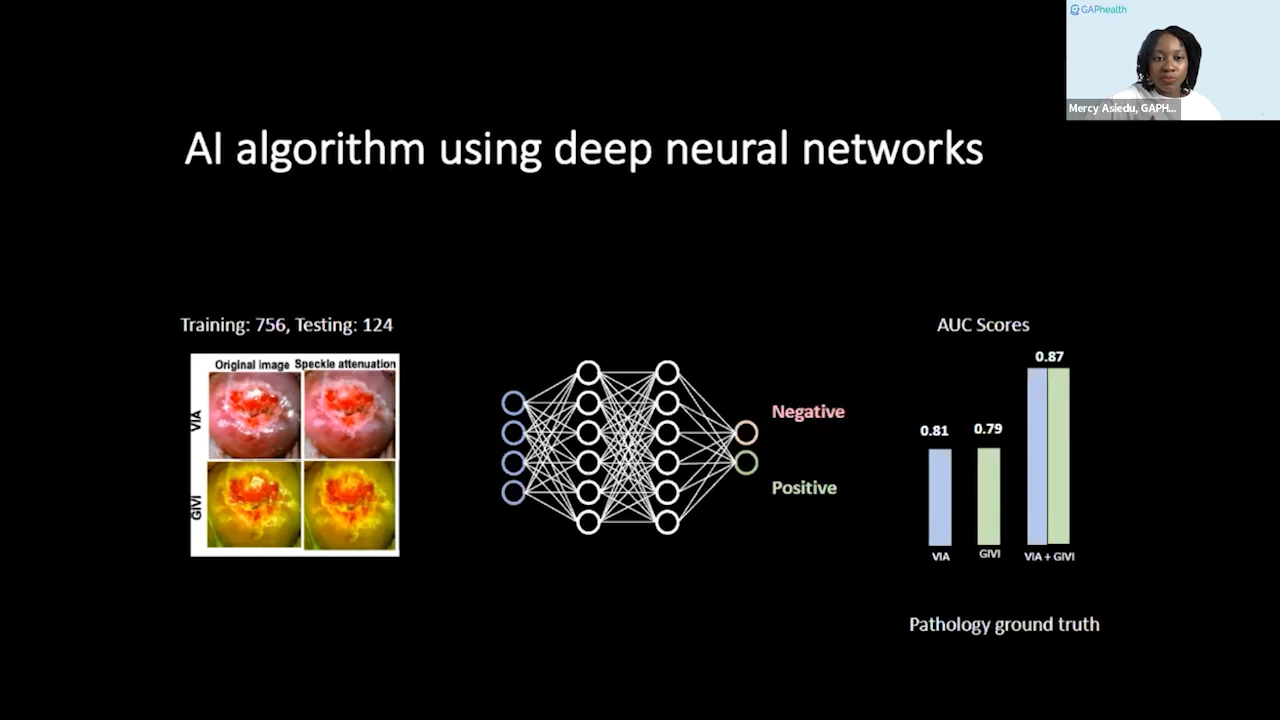 GAPhealth
Mercy Asiedu, GAPH...
AI algorithm using deep neural networks
Training: 756, Testing: 124
Original image Speckle attenuation
VIA
GIVI
Negative
Positive
AUC Scores
0.87
0.81
0.79
VIA
GIVI
VIA + GIVI
Pathology ground truth